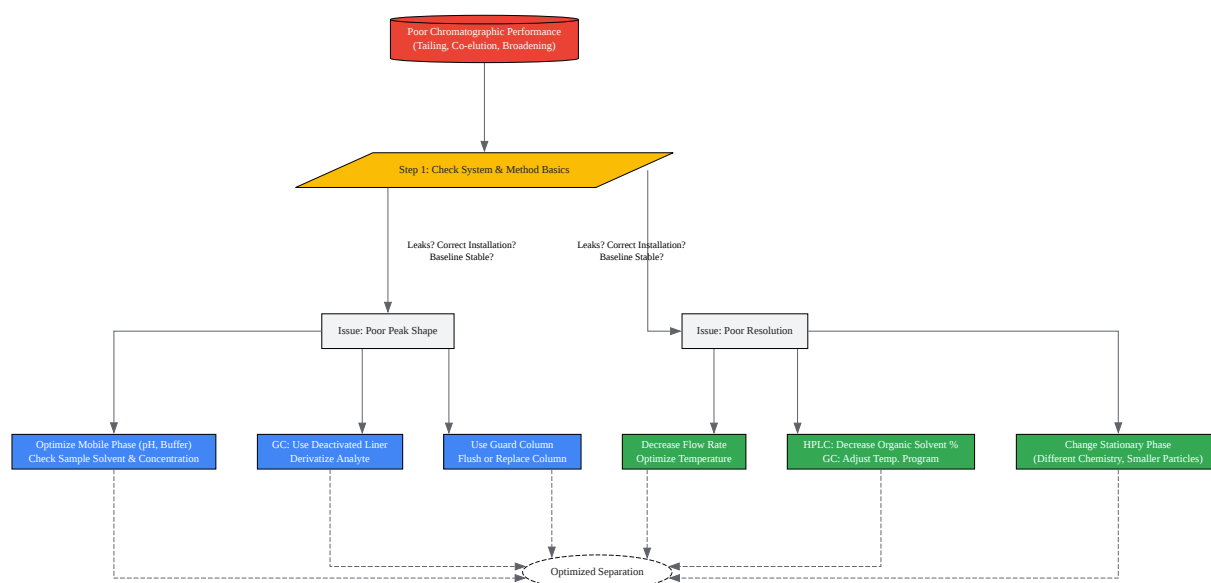 Poor Chromatographic Performance
(Tailing, Co-elution, Broadening)
Step 1: Check System & Method Basics
Leaks? Correct Installation?
Baseline Stable?
Leaks? Correct Installation?
Baseline Stable?
Issue: Poor Peak Shape
Issue: Poor Resolution
Optimize Mobile Phase (pH, Buffer)
Check Sample Solvent & Concentration
GC: Use Deactivated Liner
Derivatize Analyte
Use Guard Column
Flush or Replace Column
Decrease Flow Rate
Optimize Temperature
HPLC: Decrease Organic Solvent %
GC: Adjust Temp. Program
Change Stationary Phase
(Different Chemistry, Smaller Particles)
Optimized Separation